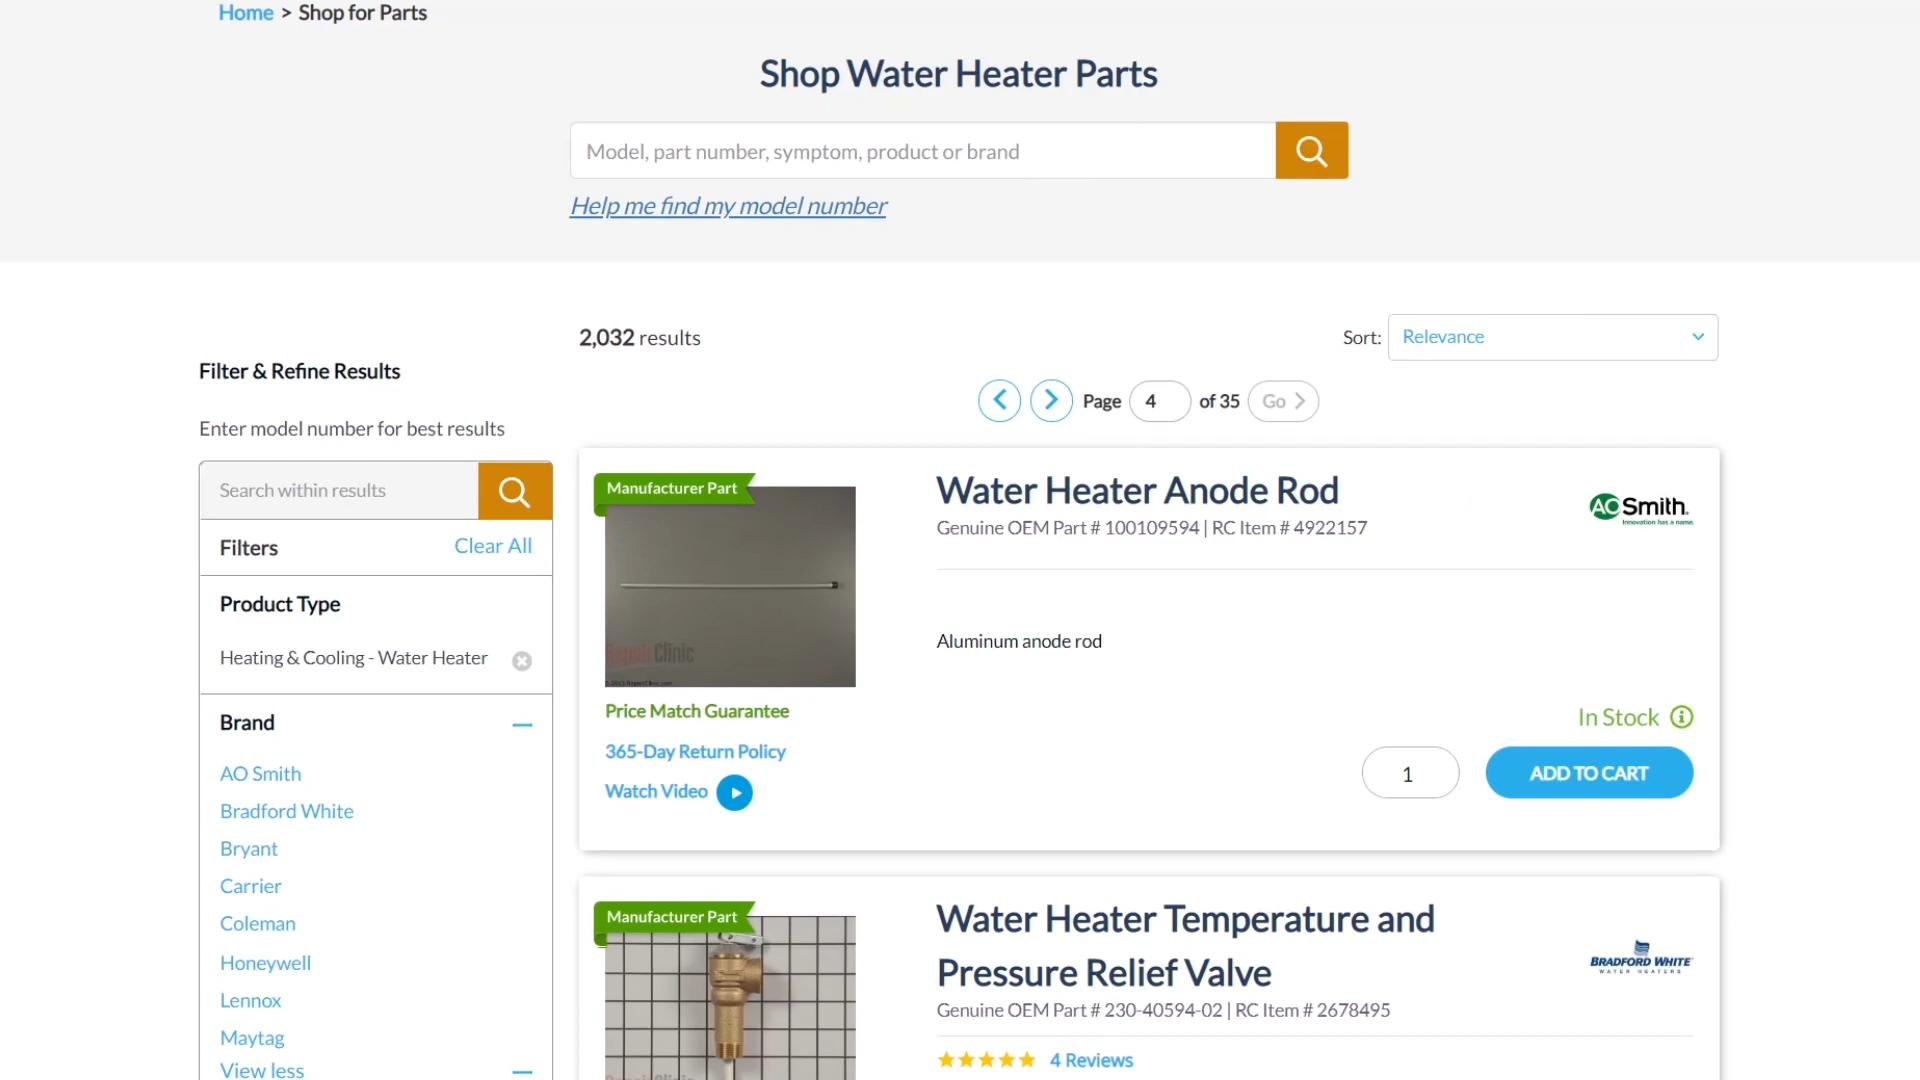 Home > Shop for Parts
Shop Water Heater Parts
Model, part number, symptom, product or brand
Help me find my model number
2,032 results
Sort: Relevance
Filter & Refine Results
Page 4 of 35 Go
Enter model number for best results
Search within results
Filters Clear All
Product Type
Heating & Cooling - Water Heater
Brand
AO Smith
Bradford White
Bryant
Carrier
Coleman
Honeywell
Lennox
Maytag
View less
Manufacturer Part
Water Heater Anode Rod
Genuine OEM Part # 100109594 | RC Item # 4922157
AO Smith.
Innovation has a name.
Aluminum anode rod
RepairClinic
Price Match Guarantee
365-Day Return Policy
Watch Video
In Stock
1 ADD TO CART
Manufacturer Part
Water Heater Temperature and
Pressure Relief Valve
Genuine OEM Part # 230-40594-02 | RC Item # 2678495
BRADFORD WHITE
WATER HEATERS
4 Reviews